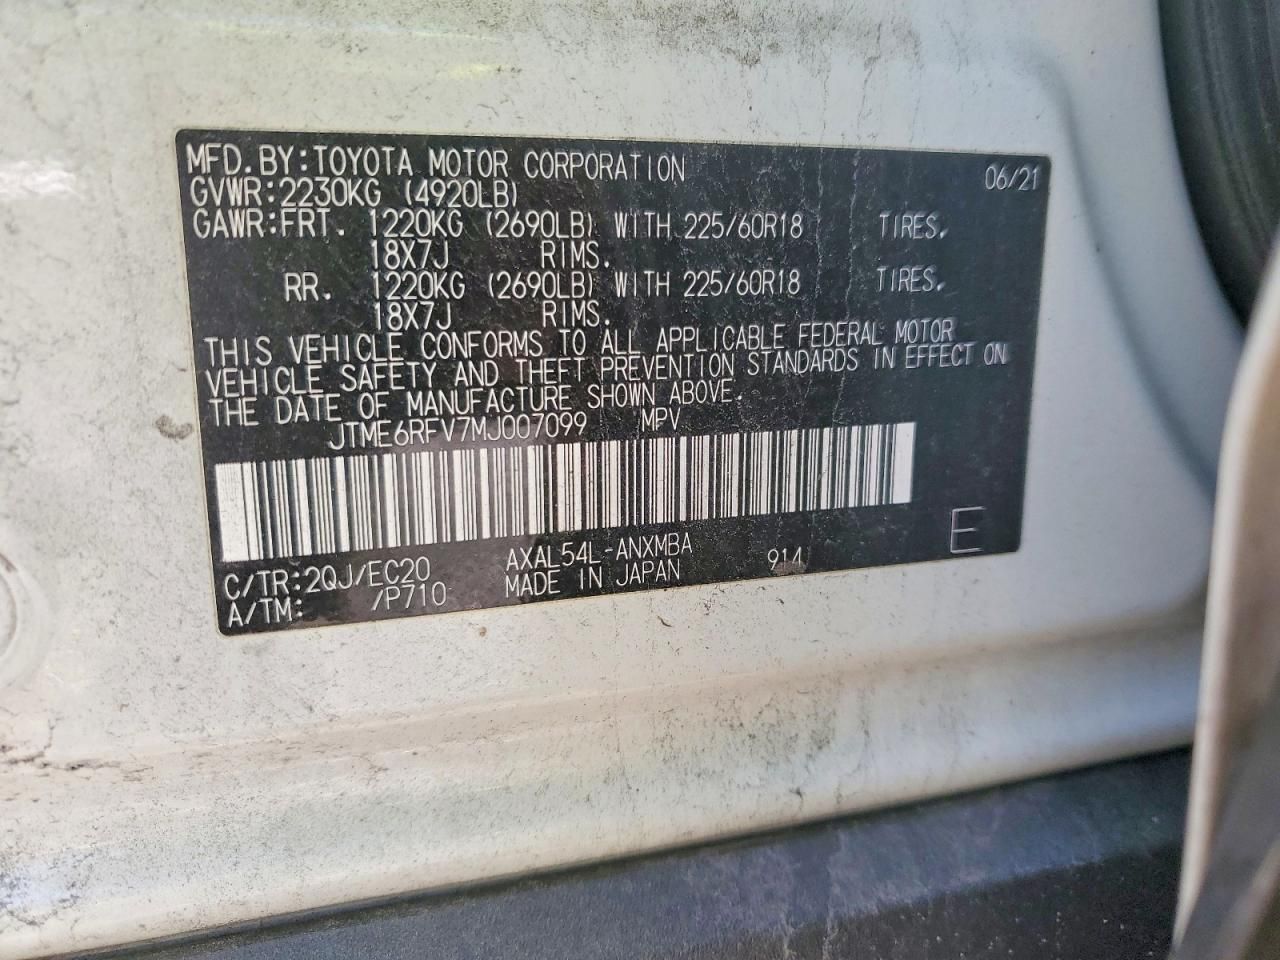 MFD.BY:TOYOTA MOTOR CORPORATION 06/21
GVWR:2230KG (4920LB)
GAWR:FRT. 1220KG (2690LB) WITH 225/60R18 TIRES.
18X7J RIMS.
RR. 1220KG (2690LB) WITH 225/60R18 TIRES.
18X7J RIMS.
THIS VEHICLE CONFORMS TO ALL APPLICABLE FEDERAL MOTOR
VEHICLE SAFETY AND THEFT PREVENTION STANDARDS IN EFFECT ON
THE DATE OF MANUFACTURE SHOWN ABOVE.
JTME6RFV7MJ007099 MPV
C/TR:2QJ/EC20 AXAL54L-ANXMBA 914 E
A/TM: /P710 MADE IN JAPAN